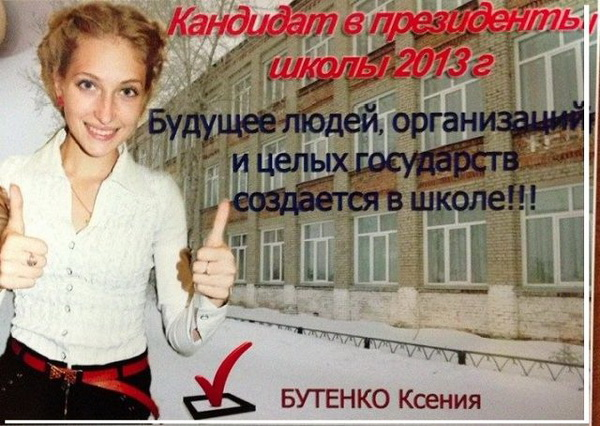 Кандидат в президенты
школы 2013 г
Будущее людей, организаций
и целых государств
создается в школе!!!
БУТЕНКО Ксения